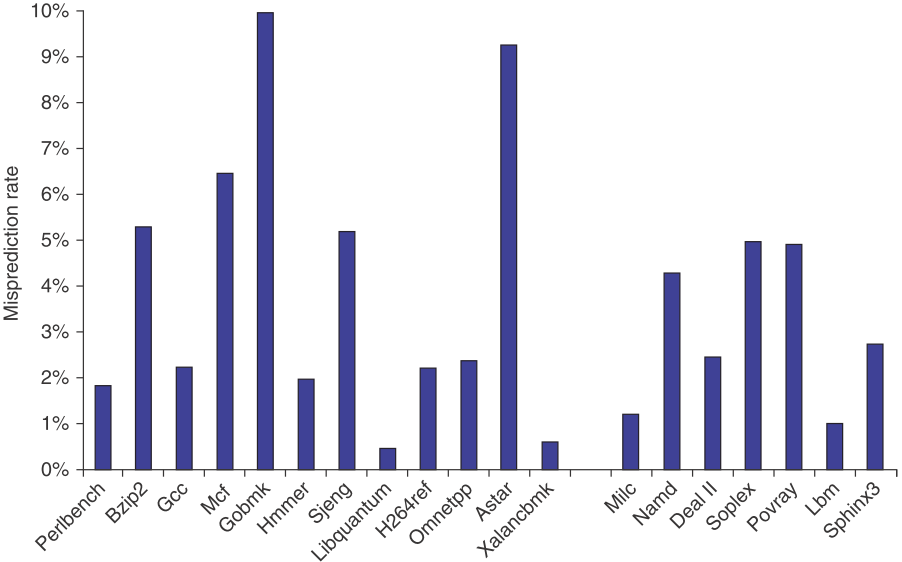 Misprediction rate
10%
9%
8%
7%
6%
5%
4%
3%
2%
1%
0%
Perlbench
Bzip2
Gcc
Mcf
Gobmk
Hmmer
Sjeng
Libquantum
H264ref
Omnetpp
Astar
Xalancbmk
Milc
Namd
Deal II
Soplex
Povray
Lbm
Sphinx3